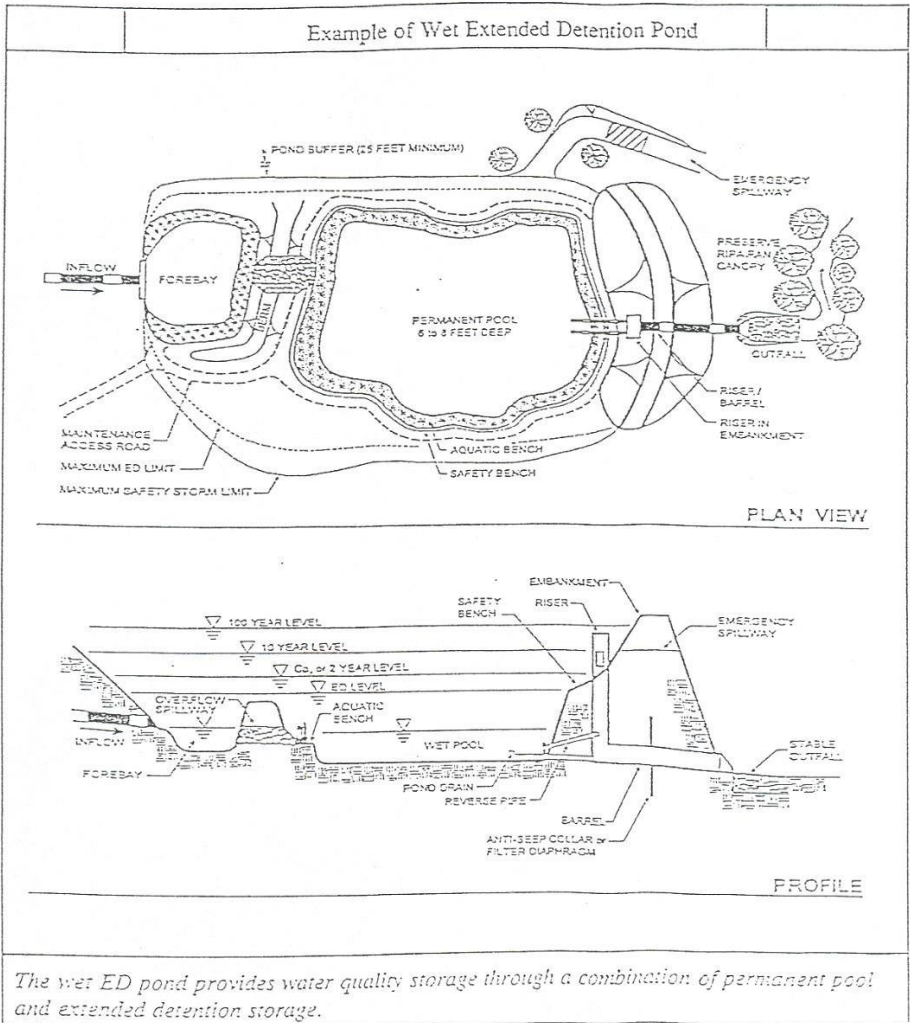 Example of Wet Extended Detention Pond
POND BUFFER (25 FEET MINIMUM)
EMERGENCY
SPILLWAY
PRESERVE
RIPARIAN
CANOPY
INFLOW
FOREBAY
BERM
PERMANENT POOL
6 to 8 FEET DEEP
OUTFALL
RISER/
BARREL
RISER IN
EMBANKMENT
MAINTENANCE
ACCESS ROAD
AQUATIC BENCH
MAXIMUM ED LIMIT
SAFETY BENCH
MAXIMUM SAFETY STORM LIMIT
PLAN VIEW
EMBANKMENT
SAFETY
BENCH
RISER
100 YEAR LEVEL
EMERGENCY
SPILLWAY
10 YEAR LEVEL
or 2 YEAR LEVEL
ED LEVEL
OVERFLOW
SPILLWAY
AQUATIC
BENCH
INFLOW
WET POOL
STABLE
OUTFALL
FOREBAY
POND DRAIN
REVERSE PIPE
BARREL
ANTI-SEEP COLLAR or
FILTER DIAPHRAGM
PROFILE
The wet ED pond provides water quality storage through a combination of permanent pool
and extended detention storage.